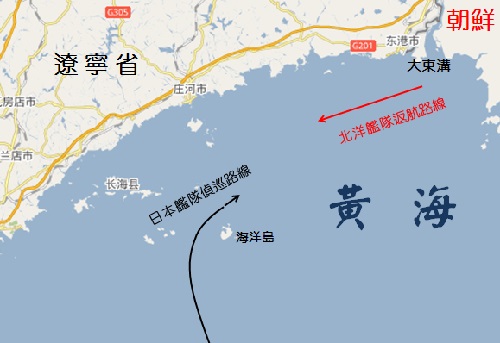 G305
朝鮮
东港市
G201
遼寧省
大東溝
庄河市
北洋艦隊返航路線
房店市
兰店市
长海县
日本艦隊偵巡路線
黃海
海洋島